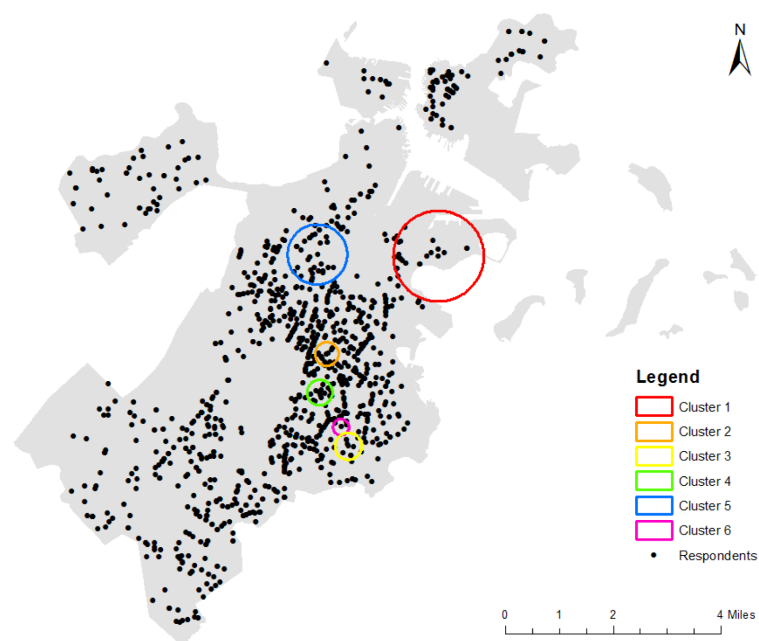 N
Legend
Cluster 1
Cluster 2
Cluster 3
Cluster 4
Cluster 5
Cluster 6
Respondents
0 1 2 3 4 Miles